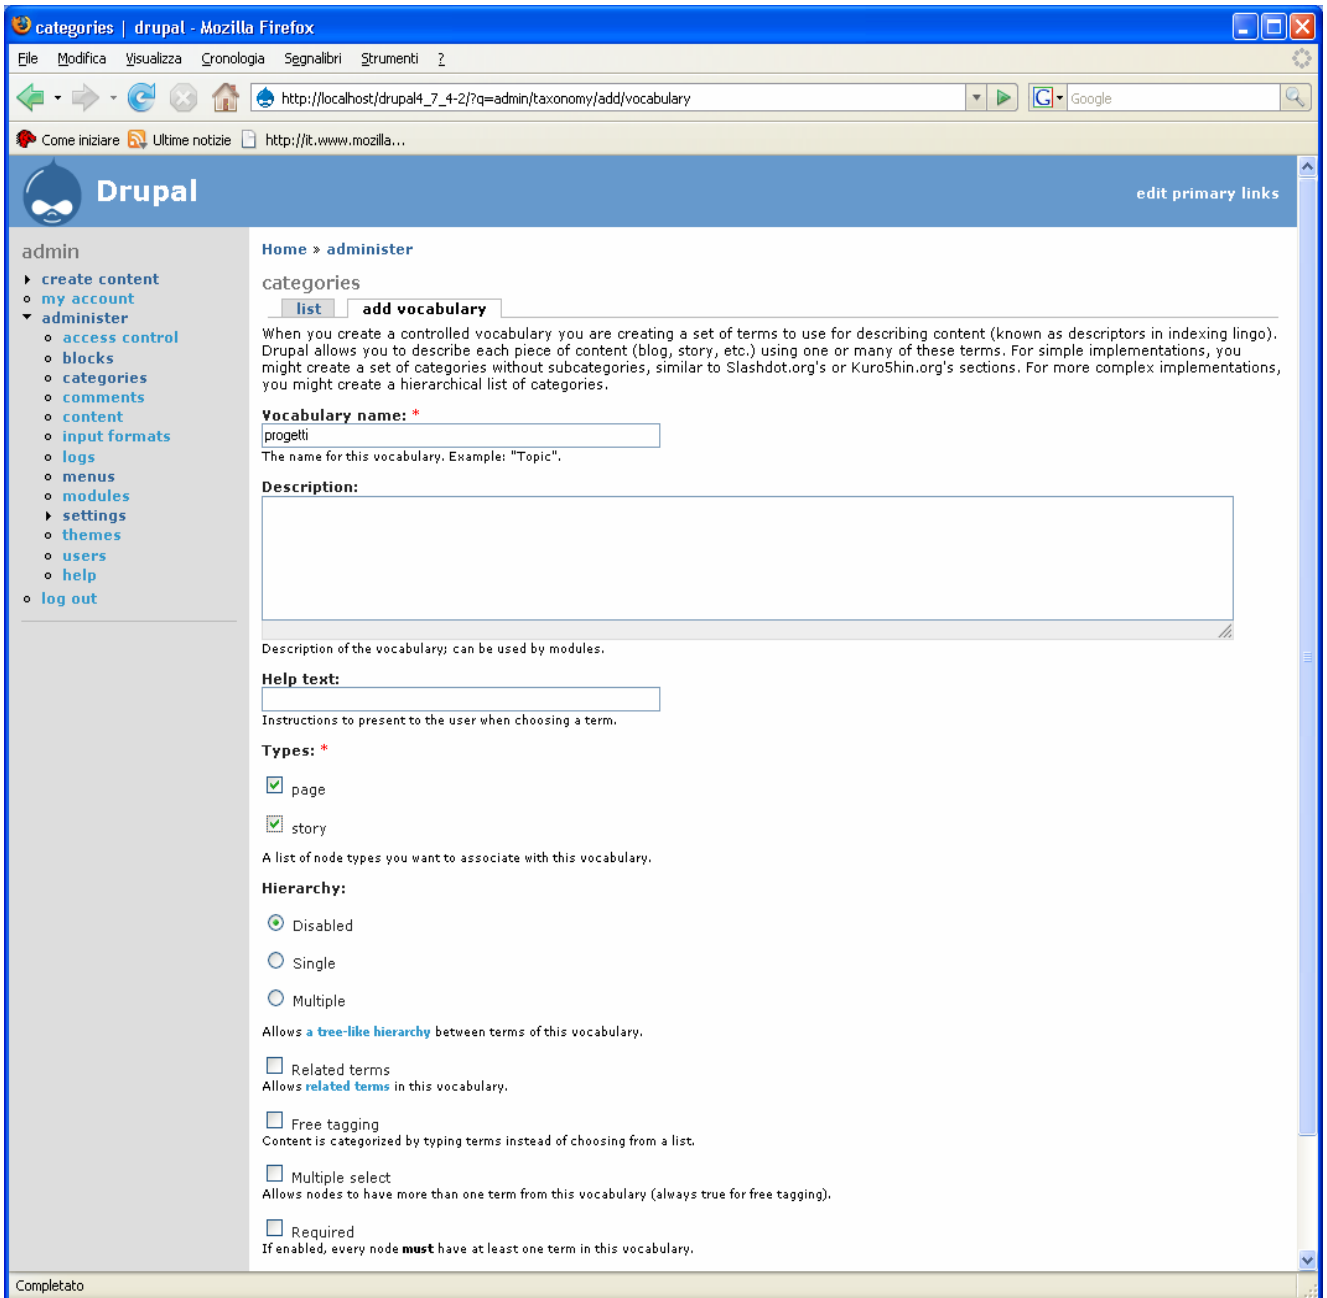 categories | drupal - Mozilla Firefox
File Modifica Visualizza Cronologia Segnalibri Strumenti ?
http://localhost/drupal4_7_4-2/?q=admin/taxonomy/add/vocabulary
G Google
Come iniziare Ultime notizie http://it.www.mozilla...
Drupal
edit primary links
admin
create content
my account
administer
access control
blocks
categories
comments
content
input formats
logs
menus
modules
settings
themes
users
help
log out
Home » administer
categories
list add vocabulary
When you create a controlled vocabulary you are creating a set of terms to use for describing content (known as descriptors in indexing lingo).
Drupal allows you to describe each piece of content (blog, story, etc.) using one or many of these terms. For simple implementations, you
might create a set of categories without subcategories, similar to Slashdot.org's or Kuro5hin.org's sections. For more complex implementations,
you might create a hierarchical list of categories.
Vocabulary name: *
progetti
The name for this vocabulary. Example: "Topic".
Description:
Description of the vocabulary; can be used by modules.
Help text:
Instructions to present to the user when choosing a term.
Types: *
page
story
A list of node types you want to associate with this vocabulary.
Hierarchy:
Disabled
Single
Multiple
Allows a tree-like hierarchy between terms of this vocabulary.
Related terms
Allows related terms in this vocabulary.
Free tagging
Content is categorized by typing terms instead of choosing from a list.
Multiple select
Allows nodes to have more than one term from this vocabulary (always true for free tagging).
Required
If enabled, every node must have at least one term in this vocabulary.
Completato